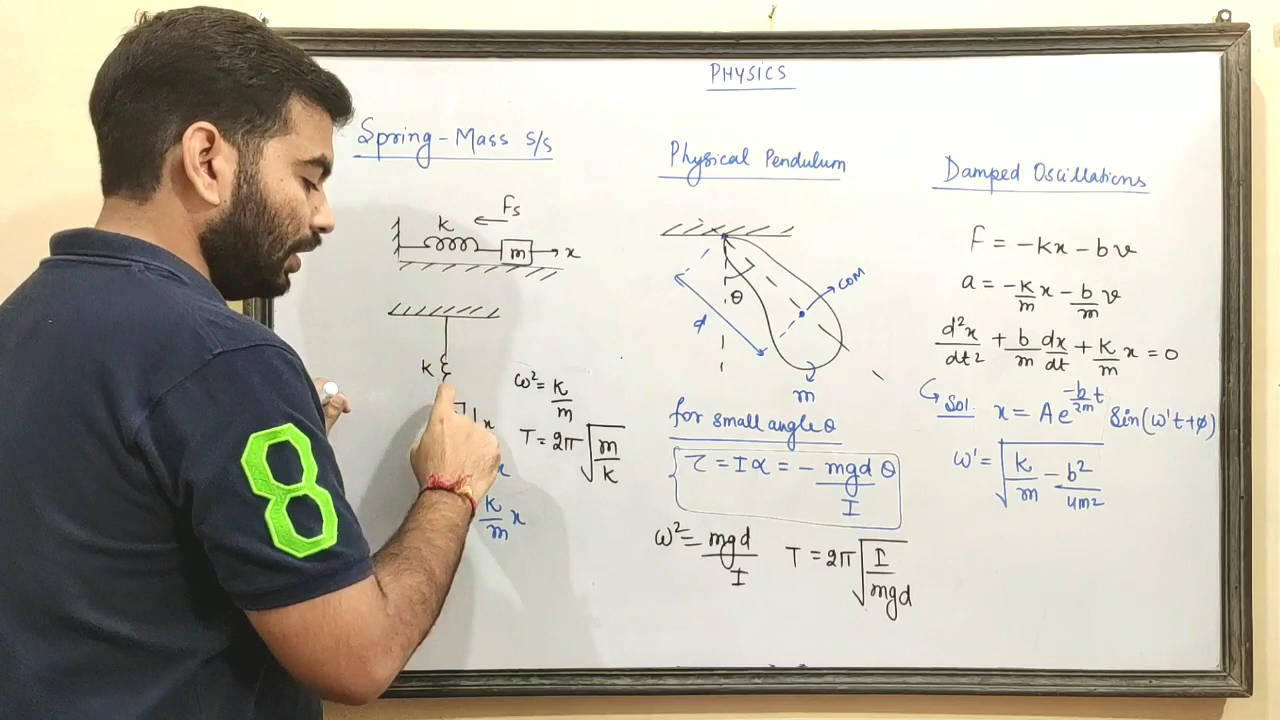 PHYSICS
Spring-Mass S/s
k
Fs
m
x
k
x
x
k/m x
ω² = k/m
T = 2π√(m/k)
8
Physical Pendulum
θ
COM
d
m
for small angle θ
τ = Iα = - mgd/I θ
ω² = mgd/I
T = 2π√(I/mgd)
Damped Oscillations
F = -kx - bv
a = -k/m x - b/m v
d²x/dt² + b/m dx/dt + k/m x = 0
Sol. x = A e^(-b/2m t) Sin(ω't+φ)
ω' = √(k/m - b²/4m²)